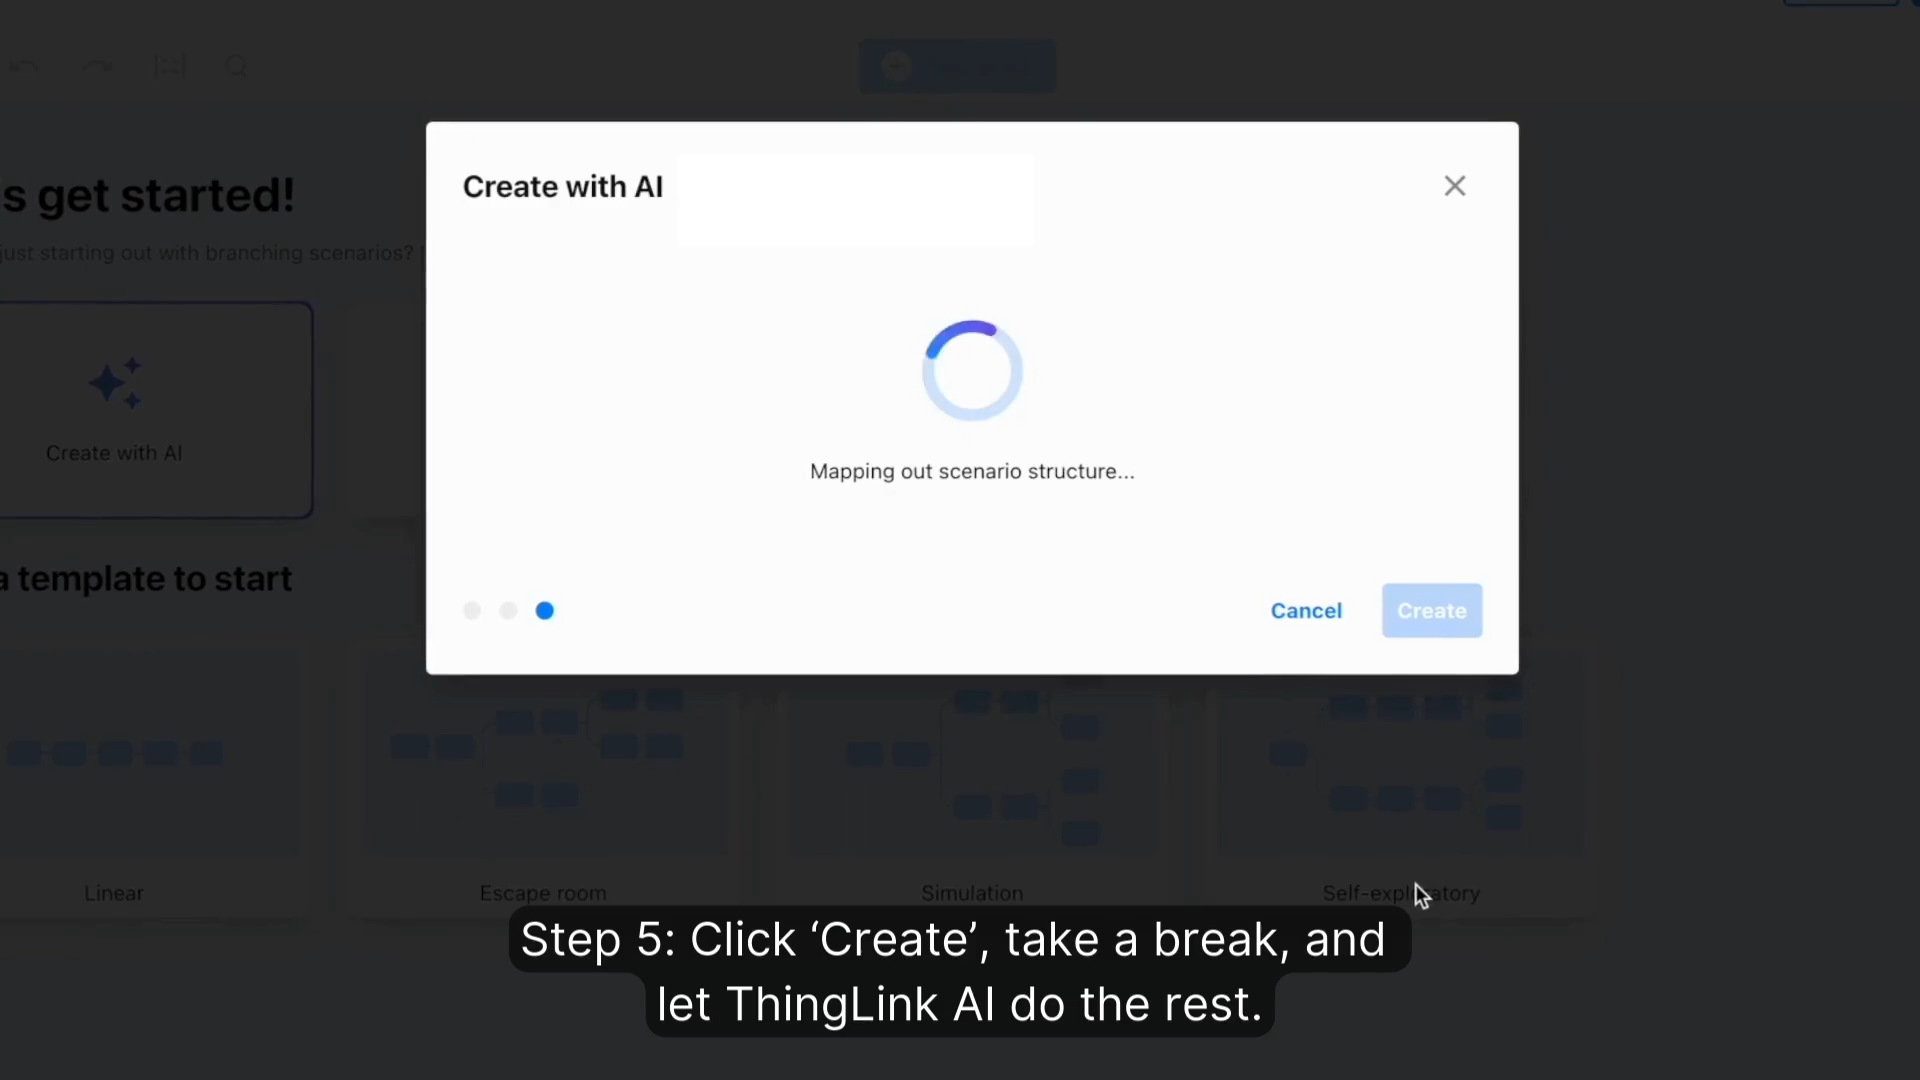 s get started!
just starting out with branching scenarios?
Create with AI
Create with AI
Mapping out scenario structure...
Cancel
Create
a template to start
Linear
Escape room
Simulation
Self-exploratory
Step 5: Click ‘Create’, take a break, and
let ThingLink AI do the rest.